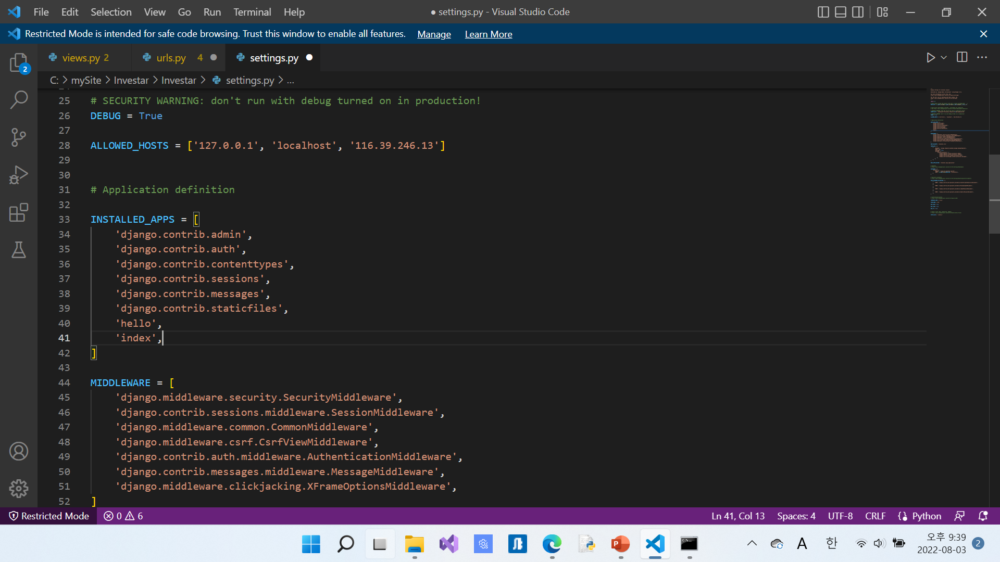 File Edit Selection View Go Run Terminal Help ● settings.py - Visual Studio Code
Restricted Mode is intended for safe code browsing. Trust this window to enable all features. Manage Learn More
views.py 2 urls.py 4 settings.py
C: > mySite > Investar > Investar > settings.py > ...
25 # SECURITY WARNING: don't run with debug turned on in production!
26 DEBUG = True
27
28 ALLOWED_HOSTS = ['127.0.0.1', 'localhost', '116.39.246.13']
29
30
31 # Application definition
32
33 INSTALLED_APPS = [
34 'django.contrib.admin',
35 'django.contrib.auth',
36 'django.contrib.contenttypes',
37 'django.contrib.sessions',
38 'django.contrib.messages',
39 'django.contrib.staticfiles',
40 'hello',
41 'index',
42 ]
43
44 MIDDLEWARE = [
45 'django.middleware.security.SecurityMiddleware',
46 'django.contrib.sessions.middleware.SessionMiddleware',
47 'django.middleware.common.CommonMiddleware',
48 'django.middleware.csrf.CsrfViewMiddleware',
49 'django.contrib.auth.middleware.AuthenticationMiddleware',
50 'django.contrib.messages.middleware.MessageMiddleware',
51 'django.middleware.clickjacking.XFrameOptionsMiddleware',
52 ]
2
Restricted Mode 0 6 Ln 41, Col 13 Spaces: 4 UTF-8 CRLF Python
A 한 오후 9:39
2022-08-03 2